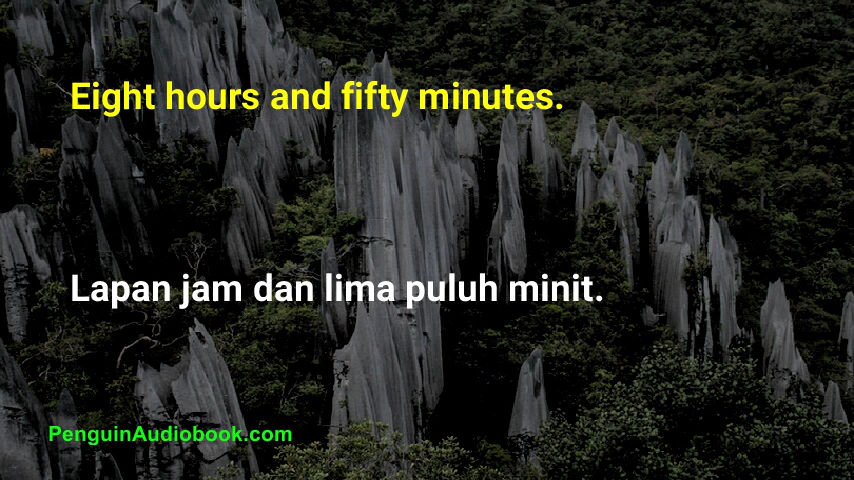 Eight hours and fifty minutes.
Lapan jam dan lima puluh minit.
PenguinAudiobook.com